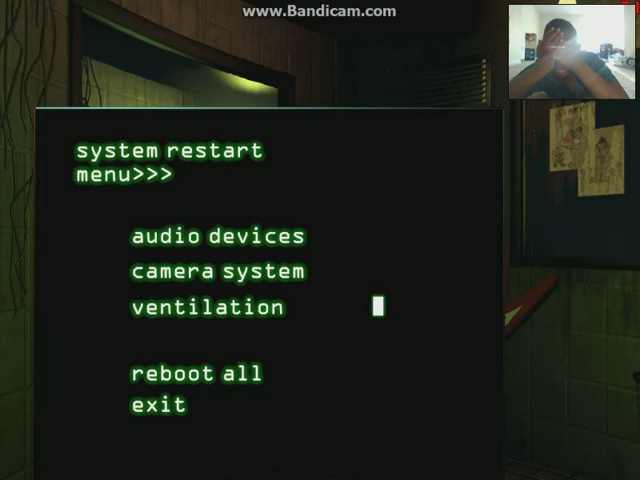 www.Bandicam.com
system restart
menu>>>
audio devices
camera system
ventilation
reboot all
exit